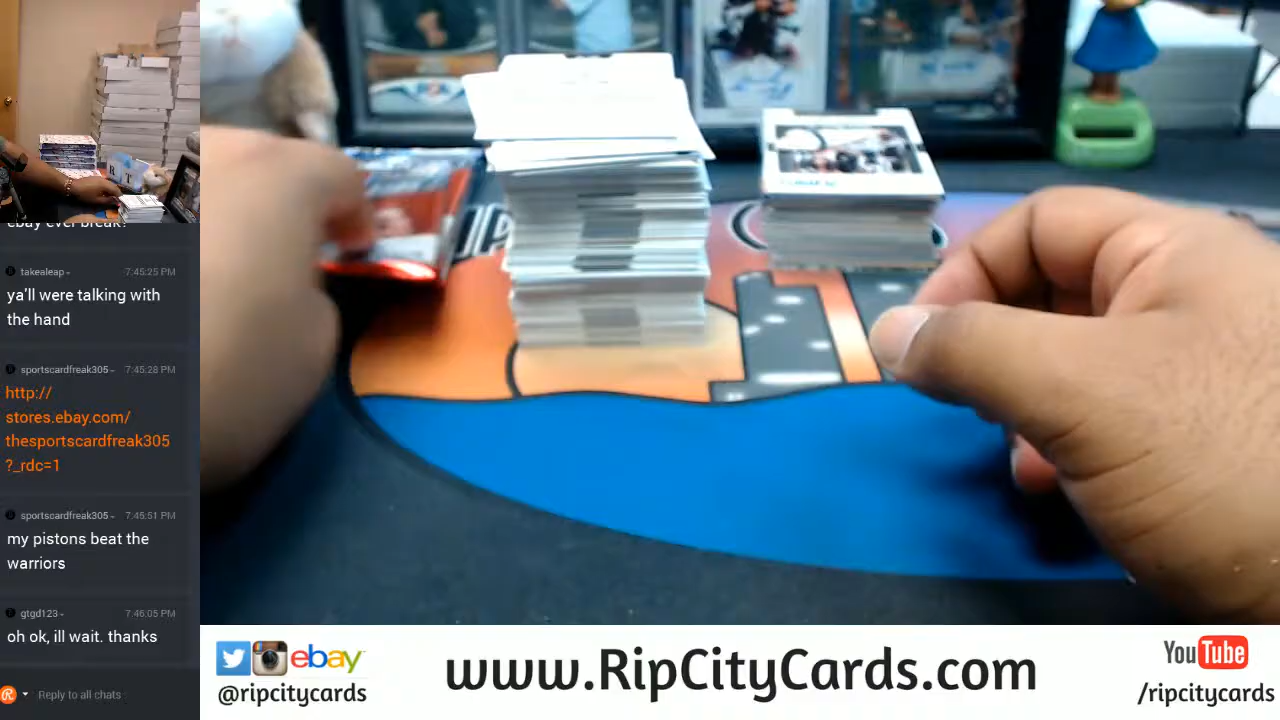 ebay ever break?
takealeap
7:45:25 PM
ya'll were talking with
the hand
sportscardfreak305
7:45:28 PM
http://
stores.ebay.com/
thesportscardfreak305
?_rdc=1
sportscardfreak305
7:45:51 PM
my pistons beat the
warriors
gtgd123
7:46:05 PM
oh ok, ill wait. thanks
Reply to all chats
ebay
@ripcitycards
www.RipCityCards.com
YouTube
/ripcitycards